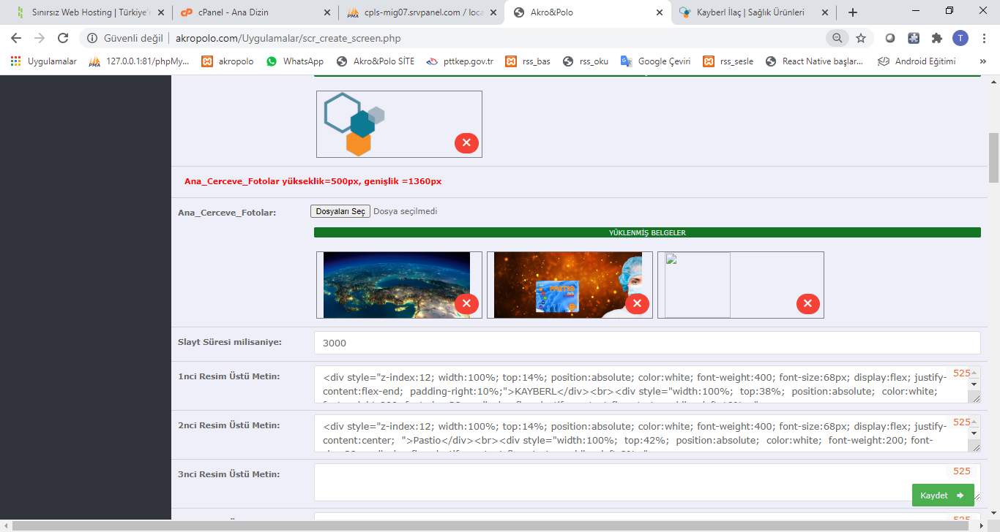 Sınırsız Web Hosting | Türkiye'r
cPanel - Ana Dizin
cpls-mig07.srvpanel.com / loca
Akro&Polo
Kayberl İlaç | Sağlık Ürünleri
Güvenli değil
akropolo.com/Uygulamalar/scr_create_screen.php
T
Uygulamalar
127.0.0.1:81/phpMy...
akropolo
WhatsApp
Akro&Polo SİTE
pttkep.gov.tr
rss_bas
rss_oku
Google Çeviri
rss_sesle
React Native başlar...
Android Eğitimi
»
Ana_Cerceve_Fotolar yükseklik=500px, genişlik =1360px
Ana_Cerceve_Fotolar:
Dosyaları Seç
Dosya seçilmedi
YÜKLENMİŞ BELGELER
Slayt Süresi milisaniye:
3000
1nci Resim Üstü Metin:
<div style="z-index:12; width:100%; top:14%; position:absolute; color:white; font-weight:400; font-size:68px; display:flex; justify-
content:flex-end; padding-right:10%;">KAYBERL</div><br><div style="width:100%; top:38%; position:absolute; color:white;
525
2nci Resim Üstü Metin:
<div style="z-index:12; width:100%; top:14%; position:absolute; color:white; font-weight:400; font-size:68px; display:flex; justify-
content:center; ">Pastio</div><br><div style="width:100%; top:42%; position:absolute; color:white; font-weight:200; font-
525
3nci Resim Üstü Metin:
525
Kaydet